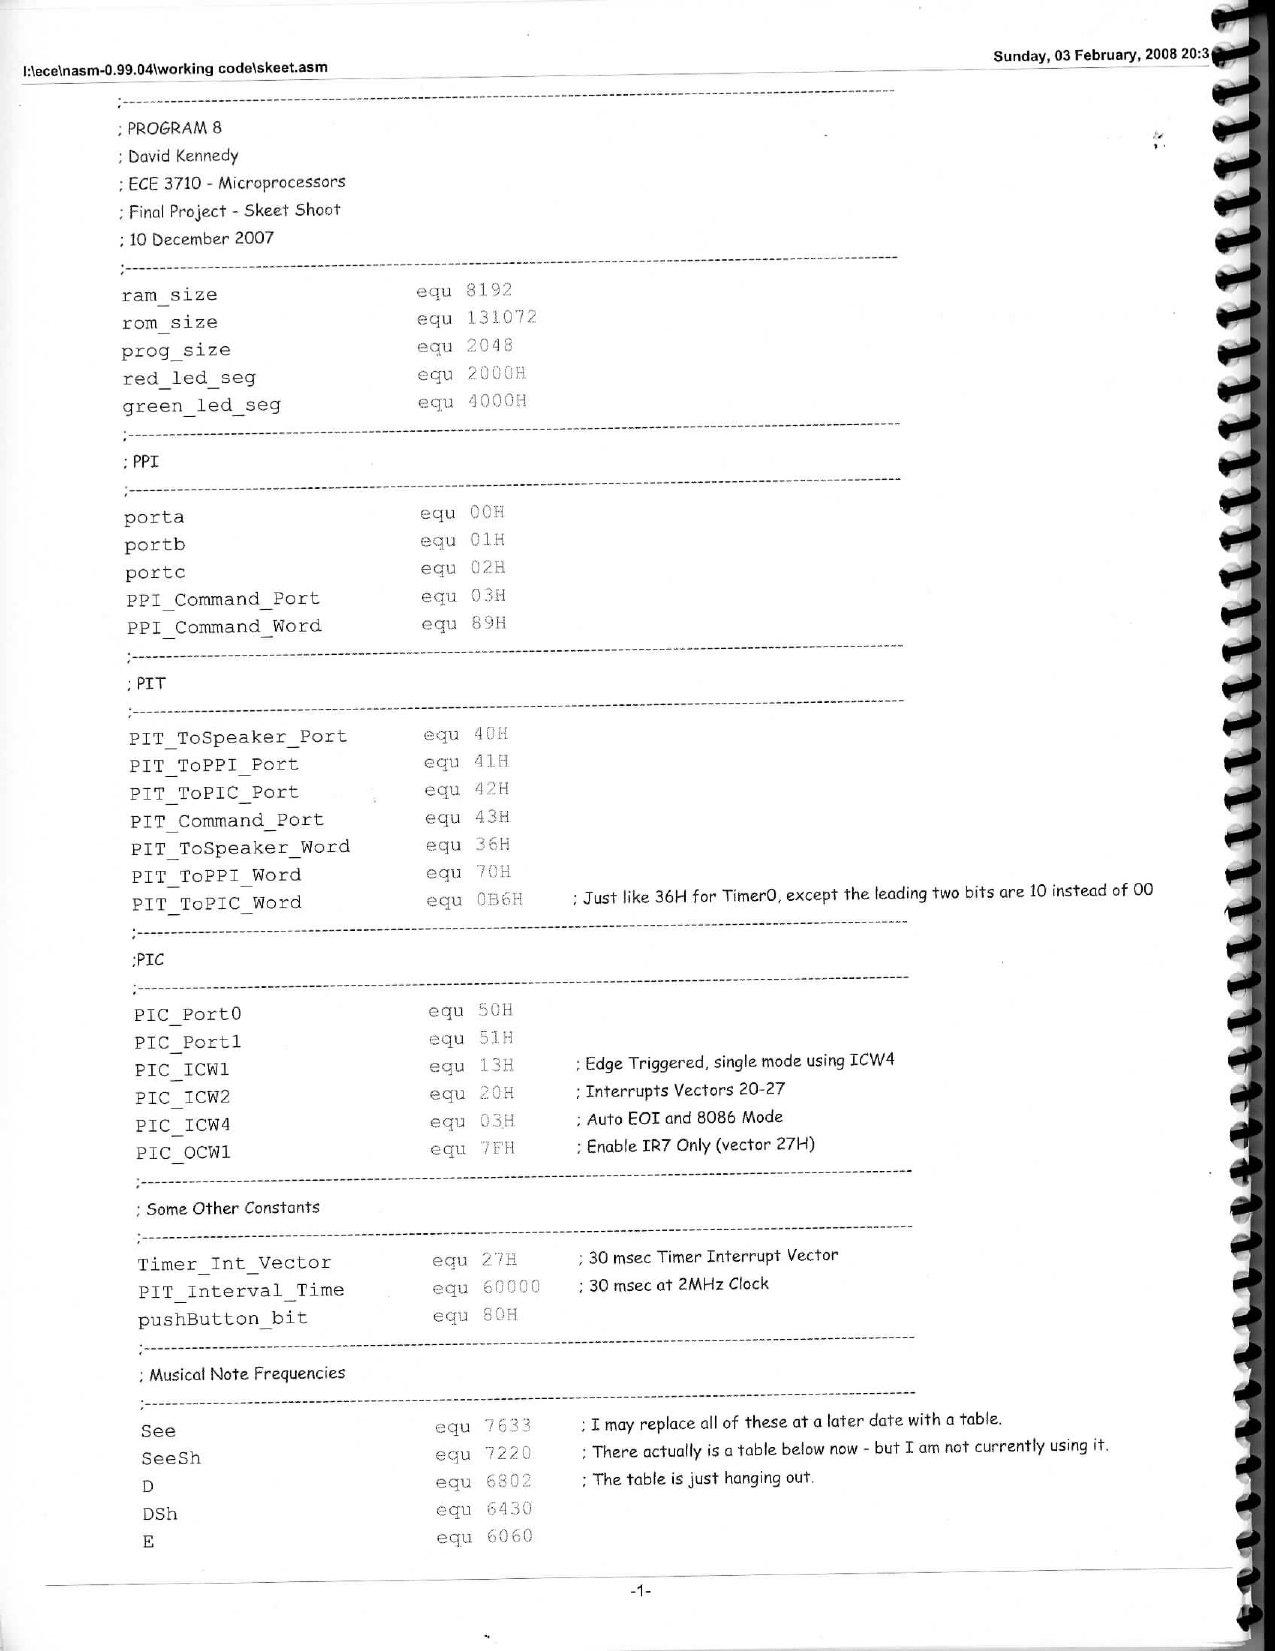 I:\ece\nasm-0.99.04\working code\skeet.asm Sunday, 03 February, 2008 20:3
;--------------------------------------------------
; PROGRAM 8
; David Kennedy
; ECE 3710 - Microprocessors
; Final Project - Skeet Shoot
; 10 December 2007
;--------------------------------------------------
ram_size equ 8192
rom_size equ 131072
prog_size equ 2048
red_led_seg equ 2000H
green_led_seg equ 4000H
;--------------------------------------------------
; PPI
;--------------------------------------------------
porta equ 00H
portb equ 01H
portc equ 02H
PPI_Command_Port equ 03H
PPI_Command_Word equ 89H
;--------------------------------------------------
; PIT
;--------------------------------------------------
PIT_ToSpeaker_Port equ 40H
PIT_ToPPI_Port equ 41H
PIT_ToPIC_Port equ 42H
PIT_Command_Port equ 43H
PIT_ToSpeaker_Word equ 36H
PIT_ToPPI_Word equ 70H
PIT_ToPIC_Word equ 0B6H ; Just like 36H for Timer0, except the leading two bits are 10 instead of 00
;--------------------------------------------------
;PIC
;--------------------------------------------------
PIC_Port0 equ 50H
PIC_Port1 equ 51H
PIC_ICW1 equ 13H ; Edge Triggered, single mode using ICW4
PIC_ICW2 equ 20H ; Interrupts Vectors 20-27
PIC_ICW4 equ 03H ; Auto EOI and 8086 Mode
PIC_OCW1 equ 7FH ; Enable IR7 Only (vector 27H)
;--------------------------------------------------
; Some Other Constants
;--------------------------------------------------
Timer_Int_Vector equ 27H ; 30 msec Timer Interrupt Vector
PIT_Interval_Time equ 60000 ; 30 msec at 2MHz Clock
pushButton_bit equ 80H
;--------------------------------------------------
; Musical Note Frequencies
;--------------------------------------------------
See equ 7633 ; I may replace all of these at a later date with a table.
SeeSh equ 7220 ; There actually is a table below now - but I am not currently using it.
D equ 6802 ; The table is just hanging out.
DSh equ 6430
E equ 6060
-1-